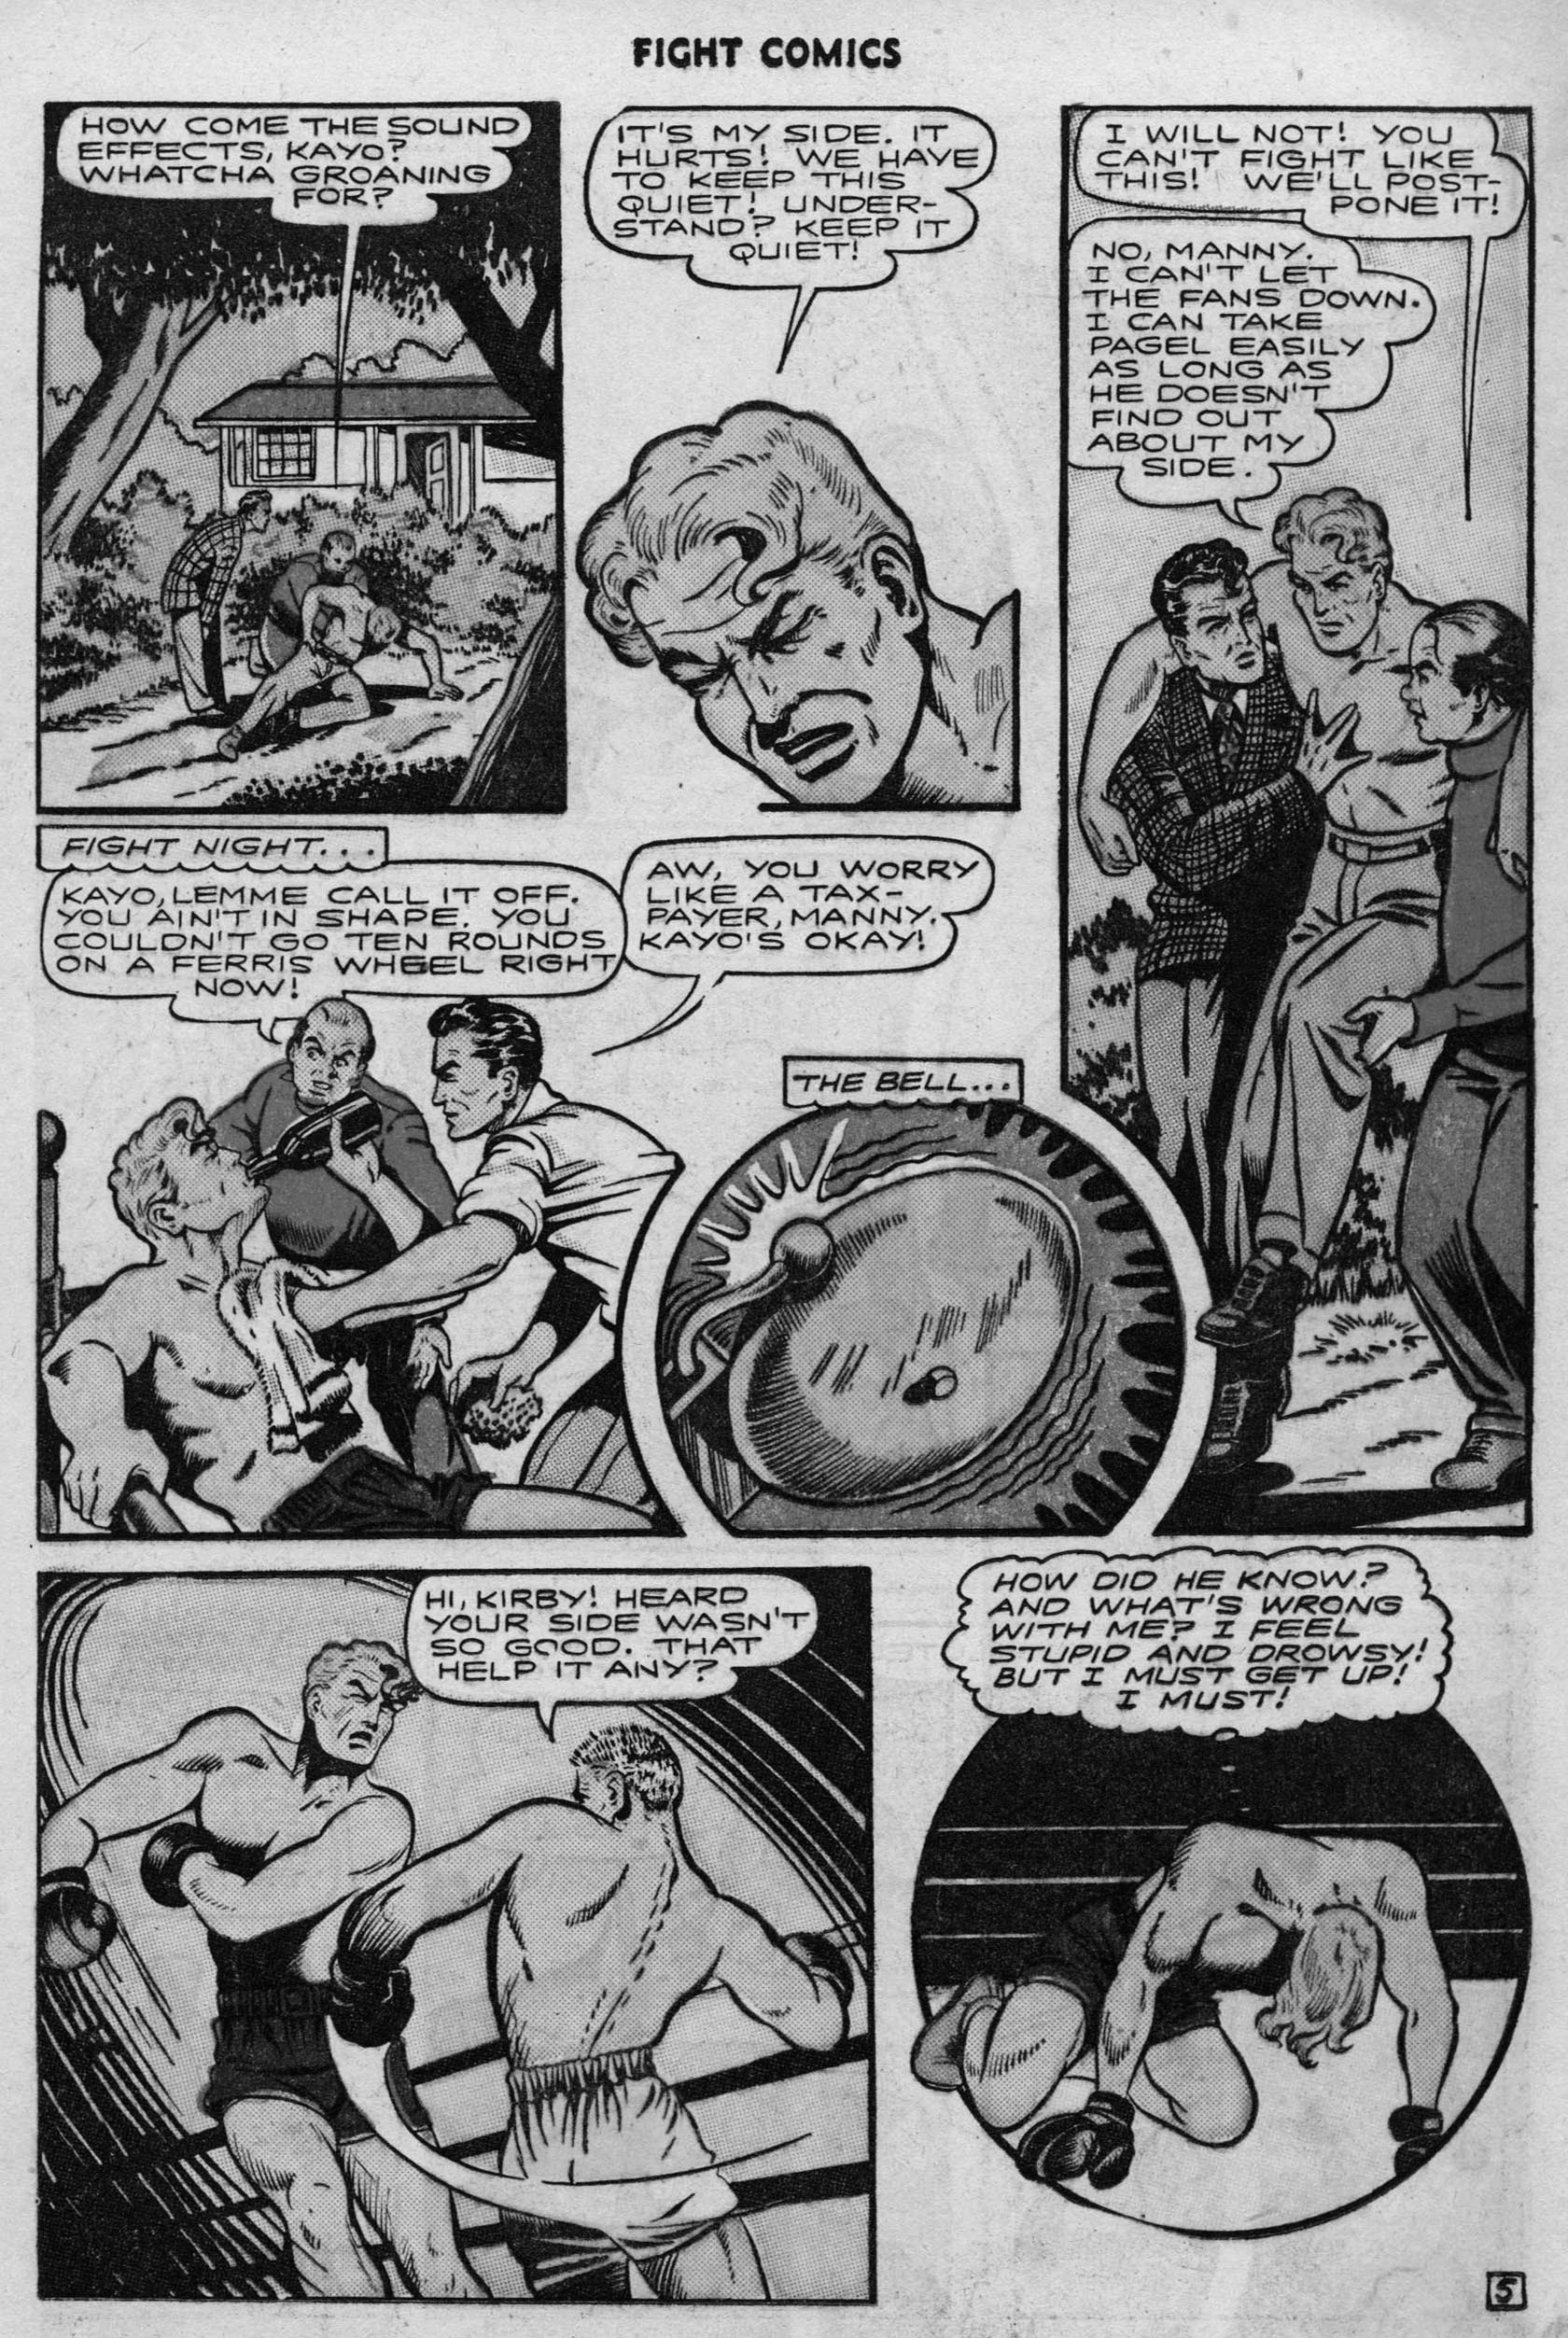 FIGHT COMICS
HOW COME THE SOUND
EFFECTS, KAYO?
WHATCHA GROANING
FOR?
IT'S MY SIDE. IT
HURTS! WE HAVE
TO KEEP THIS
QUIET! UNDER-
STAND? KEEP IT
QUIET!
I WILL NOT! YOU
CAN'T FIGHT LIKE
THIS! WE'LL POST-
PONE IT!
NO, MANNY.
I CAN'T LET
THE FANS DOWN.
I CAN TAKE
PAGEL EASILY
AS LONG AS
HE DOESN'T
FIND OUT
ABOUT MY
SIDE.
FIGHT NIGHT...
KAYO, LEMME CALL IT OFF.
YOU AIN'T IN SHAPE. YOU
COULDN'T GO TEN ROUNDS
ON A FERRIS WHEEL RIGHT
NOW!
AW, YOU WORRY
LIKE A TAX-
PAYER, MANNY.
KAYO'S OKAY!
THE BELL...
HI, KIRBY! HEARD
YOUR SIDE WASN'T
SO GOOD. THAT
HELP IT ANY?
HOW DID HE KNOW?
AND WHAT'S WRONG
WITH ME? I FEEL
STUPID AND DROWSY!
BUT I MUST GET UP!
I MUST!
5